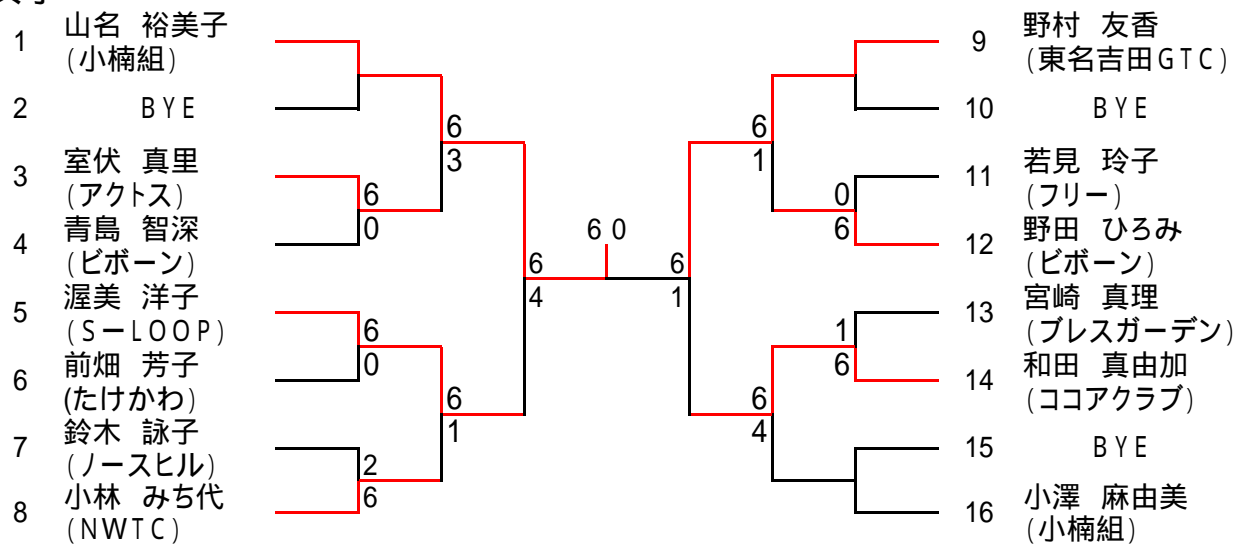 1 山名 裕美子
(小楠組)
2 BYE
3 室伏 真里
(アクトス)
4 青島 智深
(ビボーン)
5 渥美 洋子
(SーLOOP)
6 前畑 芳子
(たけかわ)
7 鈴木 詠子
(ノースヒル)
8 小林 みち代
(NWTC)
6
3
6
0
6
0
6
1
2
6
6
4
6 0
6
1
6
1
0
6
1
6
6
4
9 野村 友香
(東名吉田GTC)
10 BYE
11 若見 玲子
(フリー)
12 野田 ひろみ
(ビボーン)
13 宮崎 真理
(ブレスガーデン)
14 和田 真由加
(ココアクラブ)
15 BYE
16 小澤 麻由美
(小楠組)